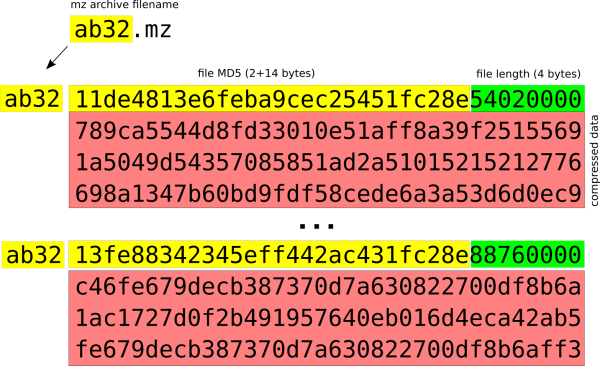 mz archive filename
ab32.mz
file MD5 (2+14 bytes) file length (4 bytes)
ab32 11de4813e6feba9cec25451fc28e54020000
789ca5544d8fd33010e51aff8a39f2515569
1a5049d54357085851ad2a51015215212776
698a1347b60bd9fdf58cede6a3a53d6d0ec9
compressed data
...
ab32 13fe88342345eff442ac431fc28e88760000
c46fe679decb387370d7a630822700df8b6a
1ac1727d0f2b491957640eb016d4eca42ab5
fe679decb387370d7a630822700df8b6aff3